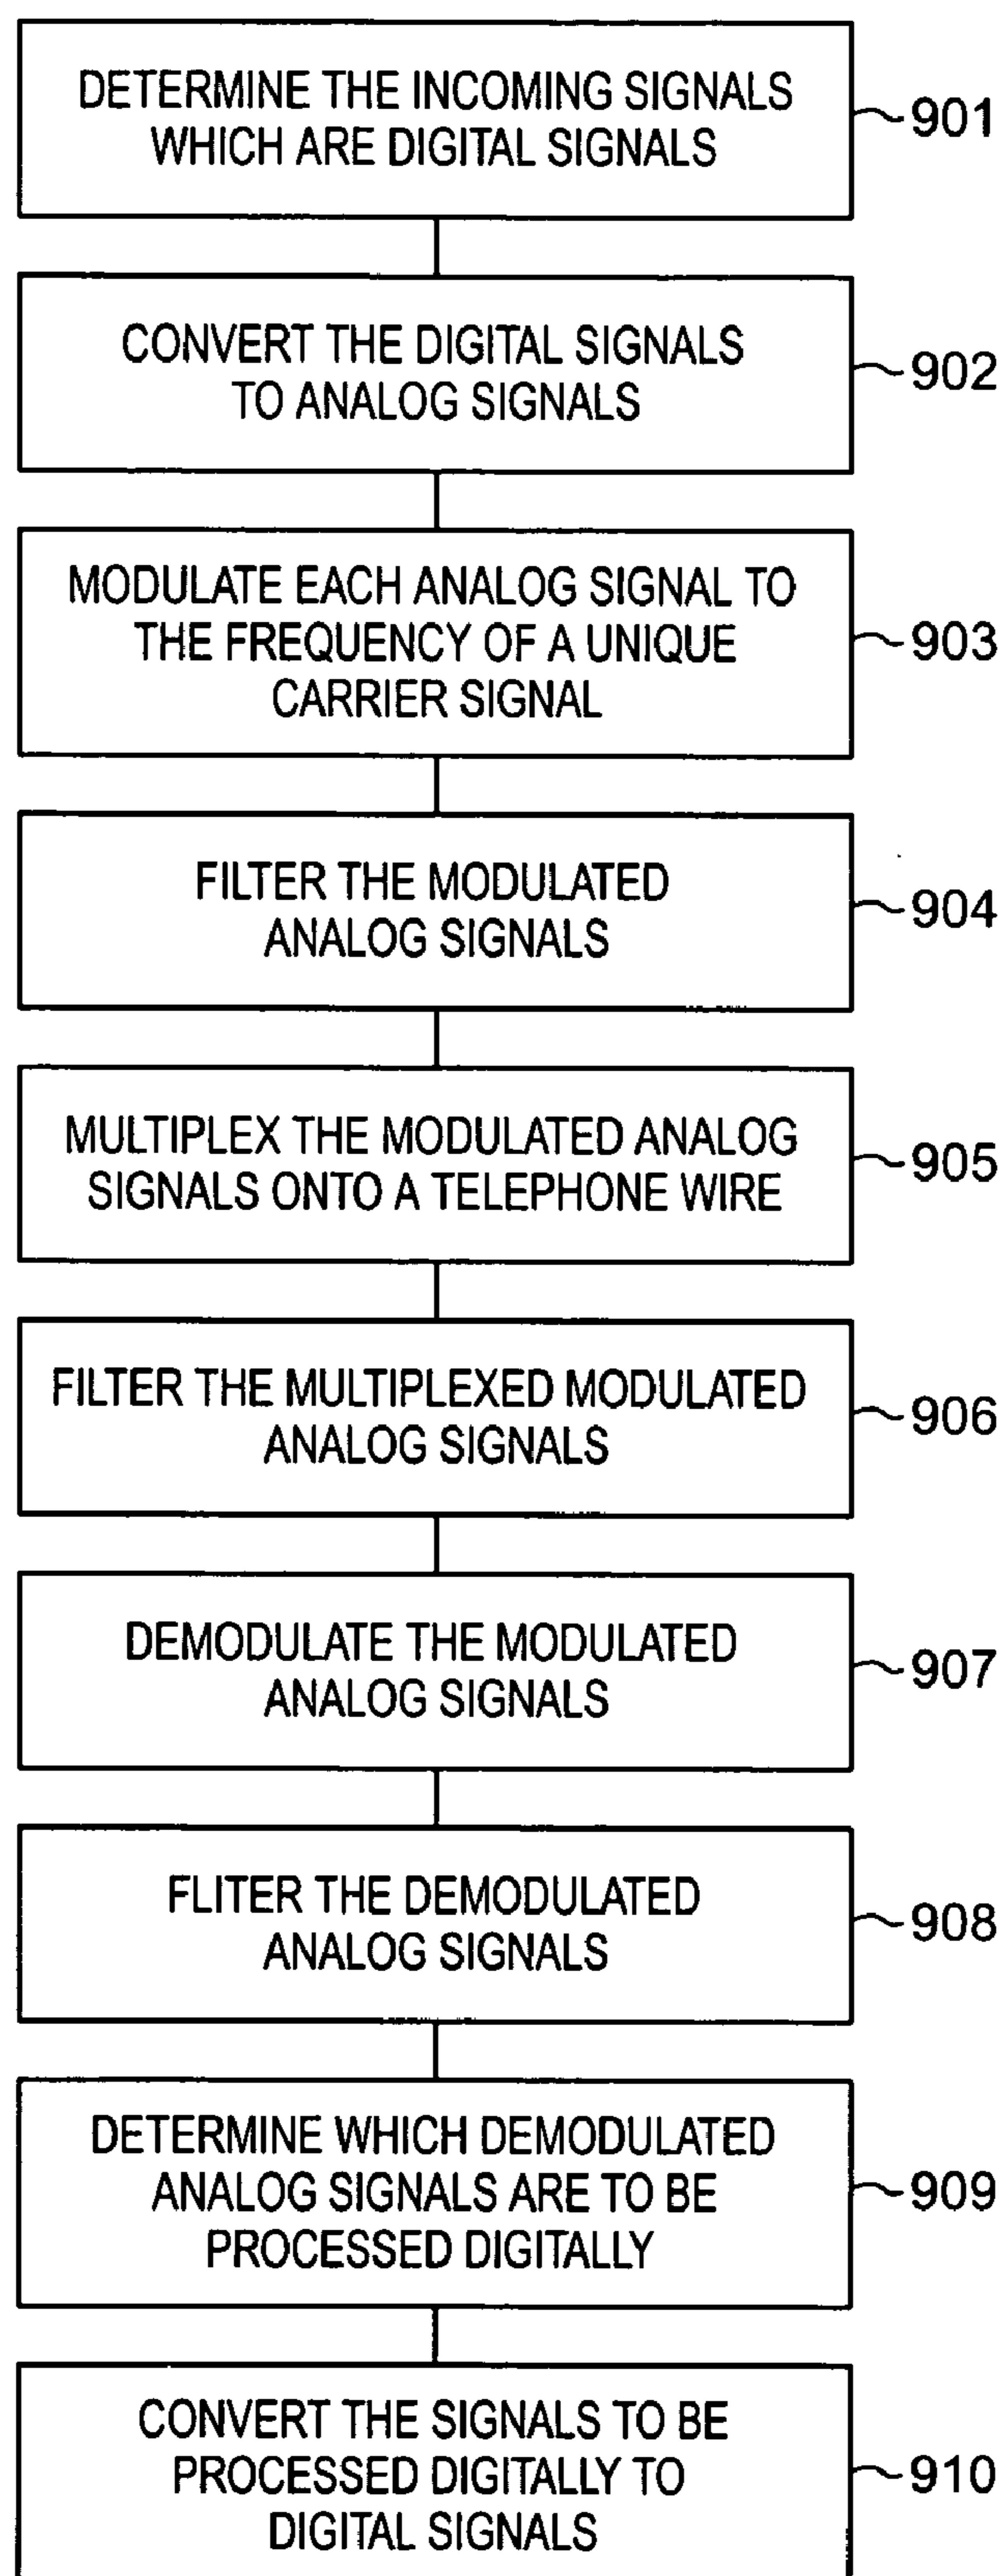 DETERMINE THE INCOMING SIGNALS
WHICH ARE DIGITAL SIGNALS
901
CONVERT THE DIGITAL SIGNALS
TO ANALOG SIGNALS
902
MODULATE EACH ANALOG SIGNAL TO
THE FREQUENCY OF A UNIQUE
CARRIER SIGNAL
903
FILTER THE MODULATED
ANALOG SIGNALS
904
MULTIPLEX THE MODULATED ANALOG
SIGNALS ONTO A TELEPHONE WIRE
905
FILTER THE MULTIPLEXED MODULATED
ANALOG SIGNALS
906
DEMODULATE THE MODULATED
ANALOG SIGNALS
907
FLITER THE DEMODULATED
ANALOG SIGNALS
908
DETERMINE WHICH DEMODULATED
ANALOG SIGNALS ARE TO BE
PROCESSED DIGITALLY
909
CONVERT THE SIGNALS TO BE
PROCESSED DIGITALLY TO
DIGITAL SIGNALS
910